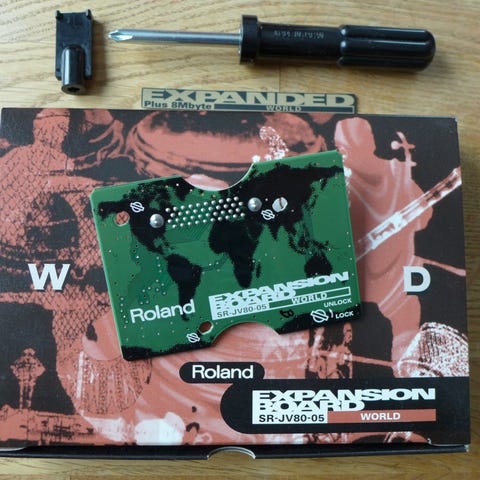 EXPANDED
Plus 8Mbyte WORLD
W D
Roland
EXPANSION
BOARD
SR-JV80-05 WORLD
UNLOCK
LOCK
Roland
EXPANSION
BOARD
SR-JV80-05 WORLD